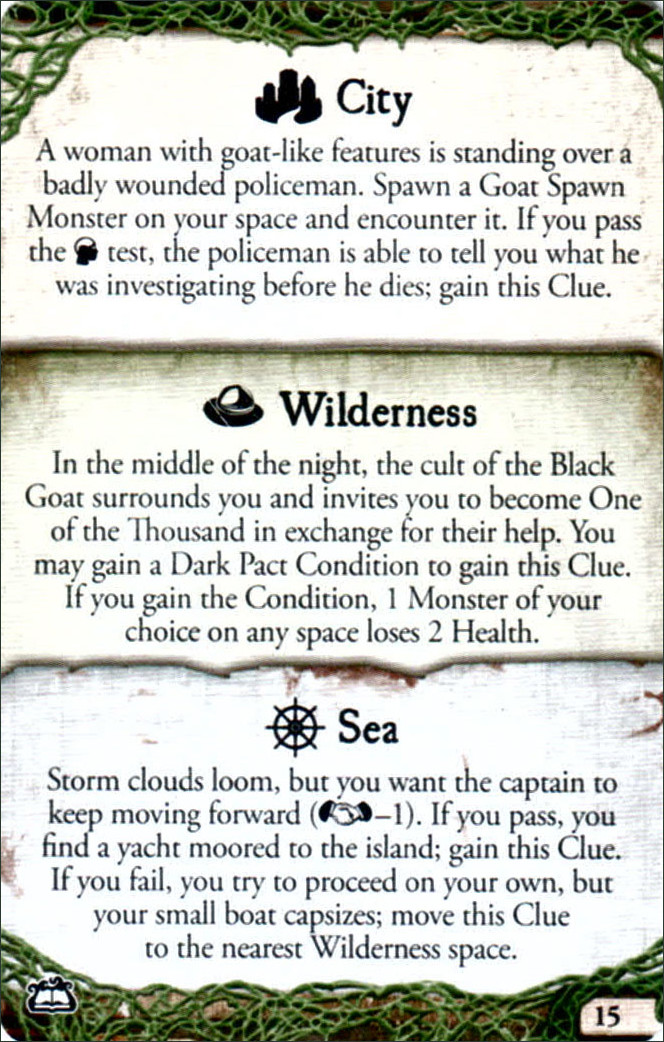 City
A woman with goat-like features is standing over a
badly wounded policeman. Spawn a Goat Spawn
Monster on your space and encounter it. If you pass
the test, the policeman is able to tell you what he
was investigating before he dies; gain this Clue.
Wilderness
In the middle of the night, the cult of the Black
Goat surrounds you and invites you to become One
of the Thousand in exchange for their help. You
may gain a Dark Pact Condition to gain this Clue.
If you gain the Condition, 1 Monster of your
choice on any space loses 2 Health.
Sea
Storm clouds loom, but you want the captain to
keep moving forward (–1). If you pass, you
find a yacht moored to the island; gain this Clue.
If you fail, you try to proceed on your own, but
your small boat capsizes; move this Clue
to the nearest Wilderness space.
15